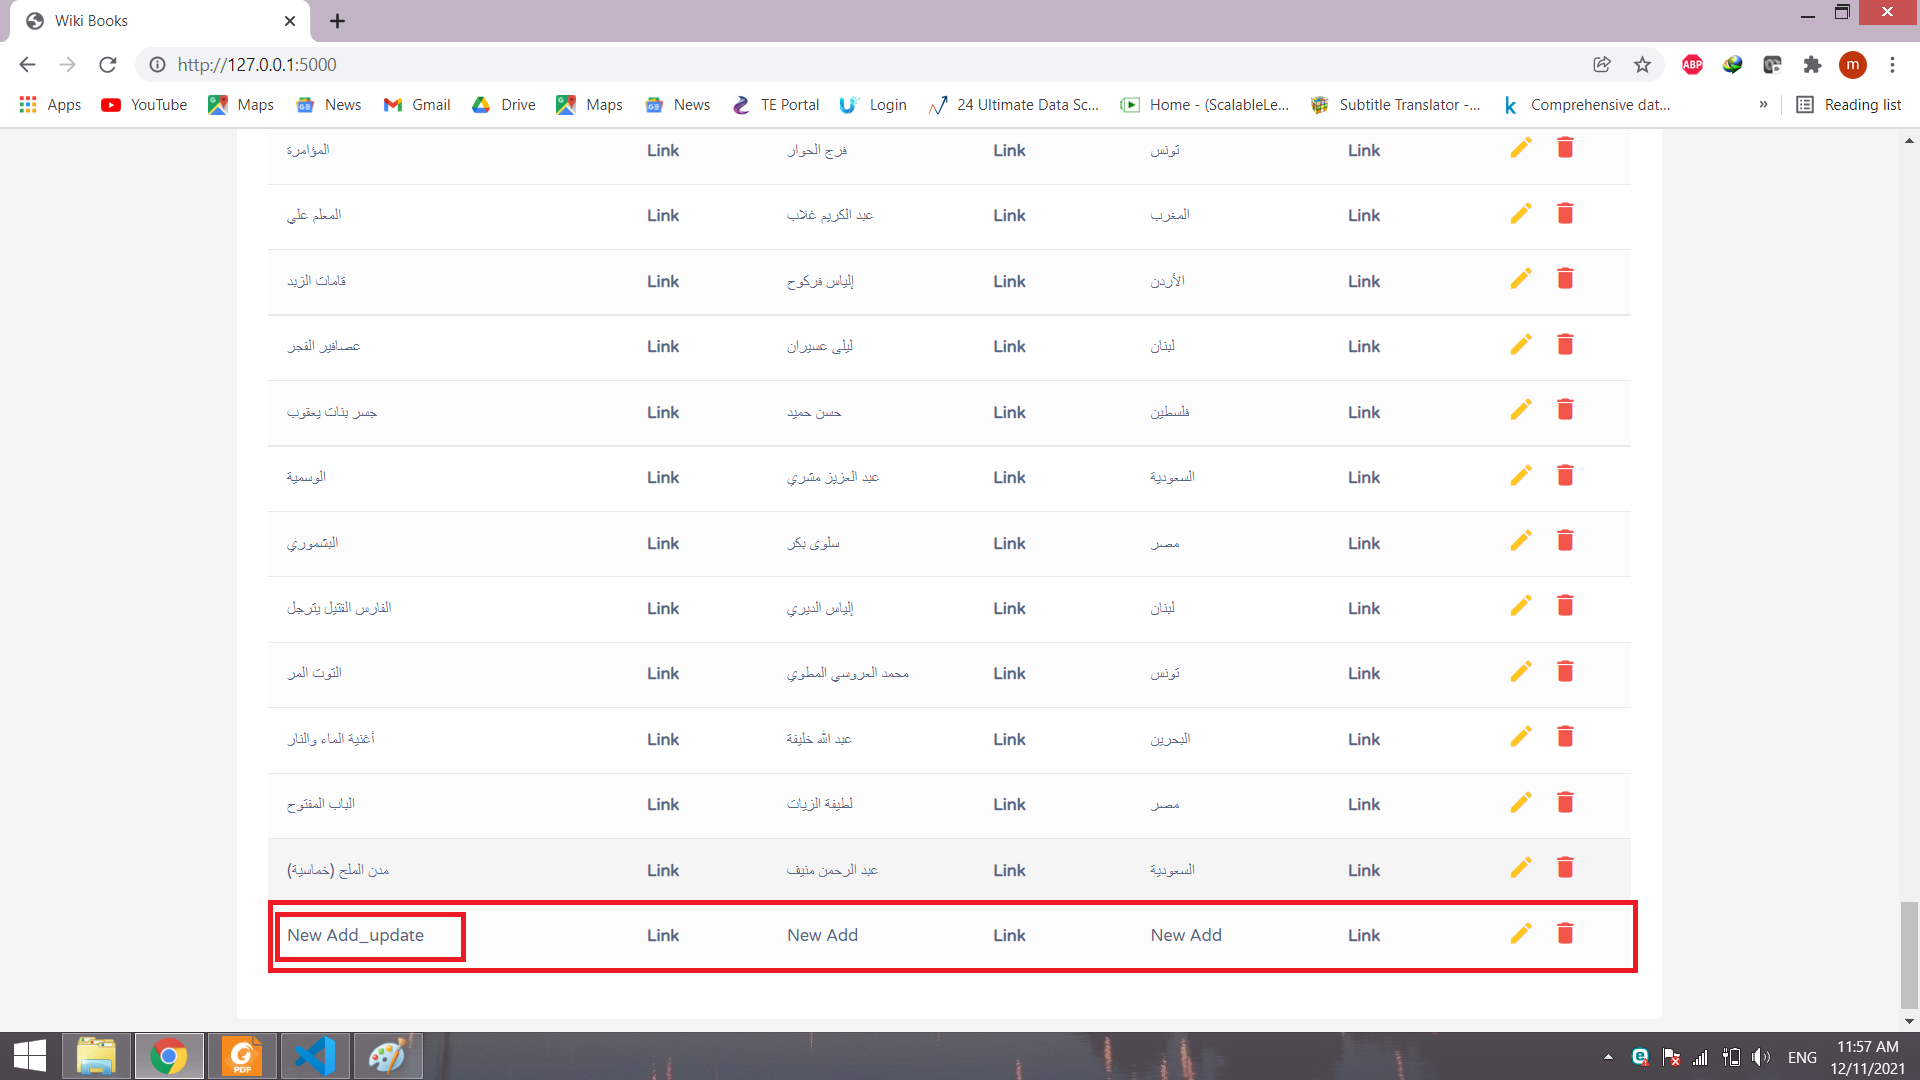 Wiki Books
http://127.0.0.1:5000
ABP
m
Apps YouTube Maps News Gmail Drive Maps News TE Portal Login 24 Ultimate Data Sc... Home - (ScalableLe... Subtitle Translator -... Comprehensive dat... » Reading list
المؤامرة Link فرج الحوار Link تونس Link
المعلم علي Link عبد الكريم غلاب Link المغرب Link
قامات الزبد Link إلياس فركوح Link الأردن Link
عصافير الفجر Link ليلى عسيران Link لبنان Link
جسر بنات يعقوب Link حسن حميد Link فلسطين Link
الوسمية Link عبد العزيز مشري Link السعودية Link
البشموري Link سلوى بكر Link مصر Link
الفارس القتيل يترجل Link إلياس الديري Link لبنان Link
التوت المر Link محمد العروسي المطوي Link تونس Link
أغنية الماء والنار Link عبد الله خليفة Link البحرين Link
الباب المفتوح Link لطيفة الزيات Link مصر Link
مدن الملح (خماسية) Link عبد الرحمن منيف Link السعودية Link
New Add_update Link New Add Link New Add Link
PDF
ENG
11:57 AM
12/11/2021